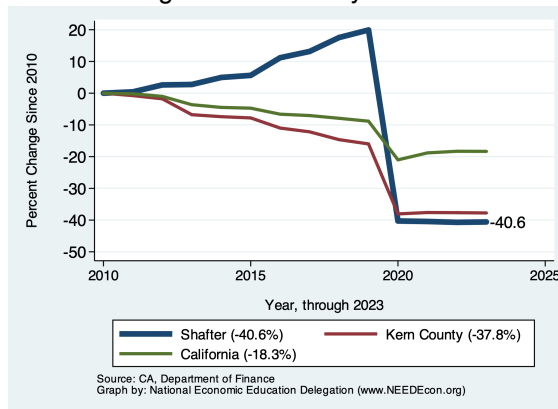 Percent Change Since 2010
20
10
0
-10
-20
-30
-40
-50
-40.6
2010 2015 2020 2025
Year, through 2023
Shafter (-40.6%) Kern County (-37.8%)
California (-18.3%)
Source: CA, Department of Finance
Graph by: National Economic Education Delegation (www.NEEDEcon.org)